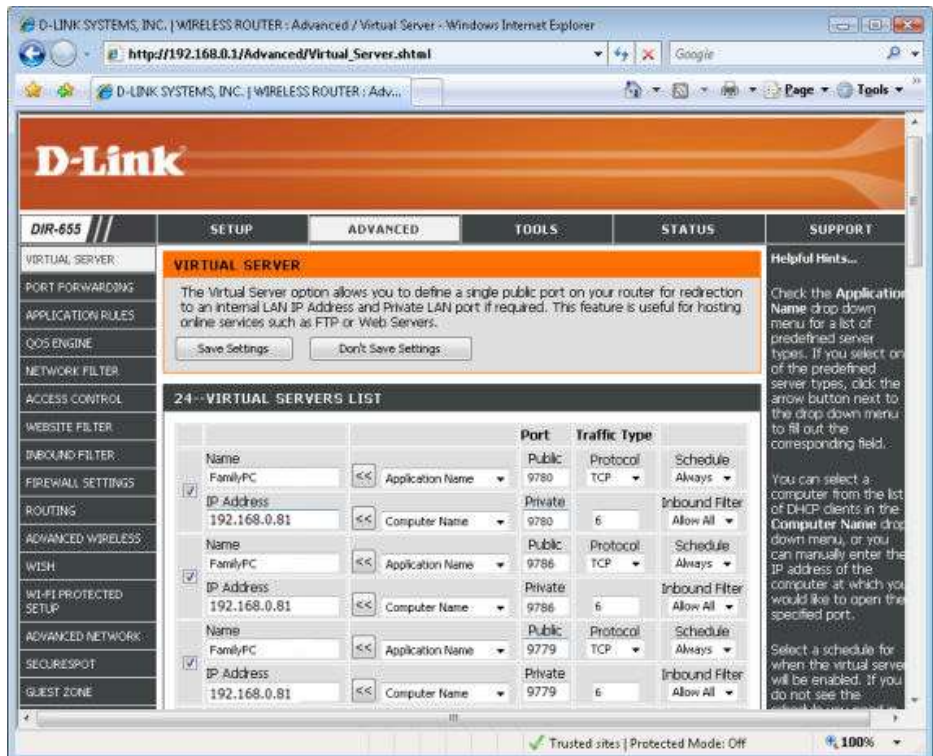 D-LINK SYSTEMS, INC. | WIRELESS ROUTER : Advanced / Virtual Server - Windows Internet Explorer
http://192.168.0.1/Advanced/Virtual_Server.shtml
Google
D-LINK SYSTEMS, INC. | WIRELESS ROUTER : Adv...
Page
Tools
D-Link
DIR-655
SETUP
ADVANCED
TOOLS
STATUS
SUPPORT
VIRTUAL SERVER
PORT FORWARDING
APPLICATION RULES
QOS ENGINE
NETWORK FILTER
ACCESS CONTROL
WEBSITE FILTER
INBOUND FILTER
FIREWALL SETTINGS
ROUTING
ADVANCED WIRELESS
WISH
WI-FI PROTECTED
SETUP
ADVANCED NETWORK
SECURESPOT
GUEST ZONE
VIRTUAL SERVER
The Virtual Server option allows you to define a single public port on your router for redirection
to an internal LAN IP Address and Private LAN port if required. This feature is useful for hosting
online services such as FTP or Web Servers.
Save Settings
Don't Save Settings
24--VIRTUAL SERVERS LIST
Port Traffic Type
Name Public Protocol Schedule
FamilyPC << Application Name 9780 TCP Always
IP Address Private Inbound Filter
192.168.0.81 << Computer Name 9780 6 Allow All
Name Public Protocol Schedule
FamilyPC << Application Name 9786 TCP Always
IP Address Private Inbound Filter
192.168.0.81 << Computer Name 9786 6 Allow All
Name Public Protocol Schedule
FamilyPC << Application Name 9779 TCP Always
IP Address Private Inbound Filter
192.168.0.81 << Computer Name 9779 6 Allow All
Helpful Hints...
Check the Application
Name drop down
menu for a list of
predefined server
types. If you select on
of the predefined
server types, click the
arrow button next to
the drop down menu
to fill out the
corresponding field.
You can select a
computer from the list
of DHCP clients in the
Computer Name drop
down menu, or you
can manually enter the
IP address of the
computer at which you
would like to open the
specified port.
Select a schedule for
when the virtual serve
will be enabled. If you
do not see the
Trusted sites | Protected Mode: Off
100%